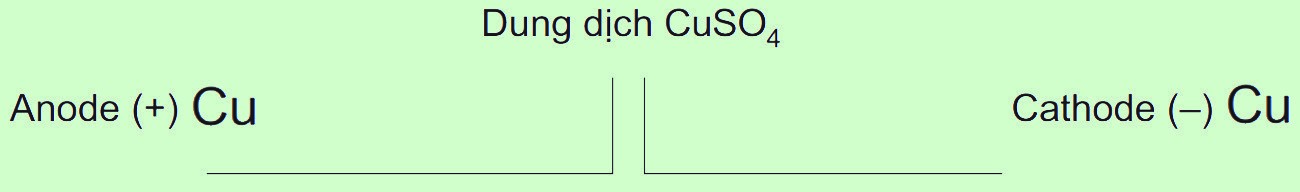 Dung dịch CuSO₄
Anode (+) Cu
Cathode (–) Cu